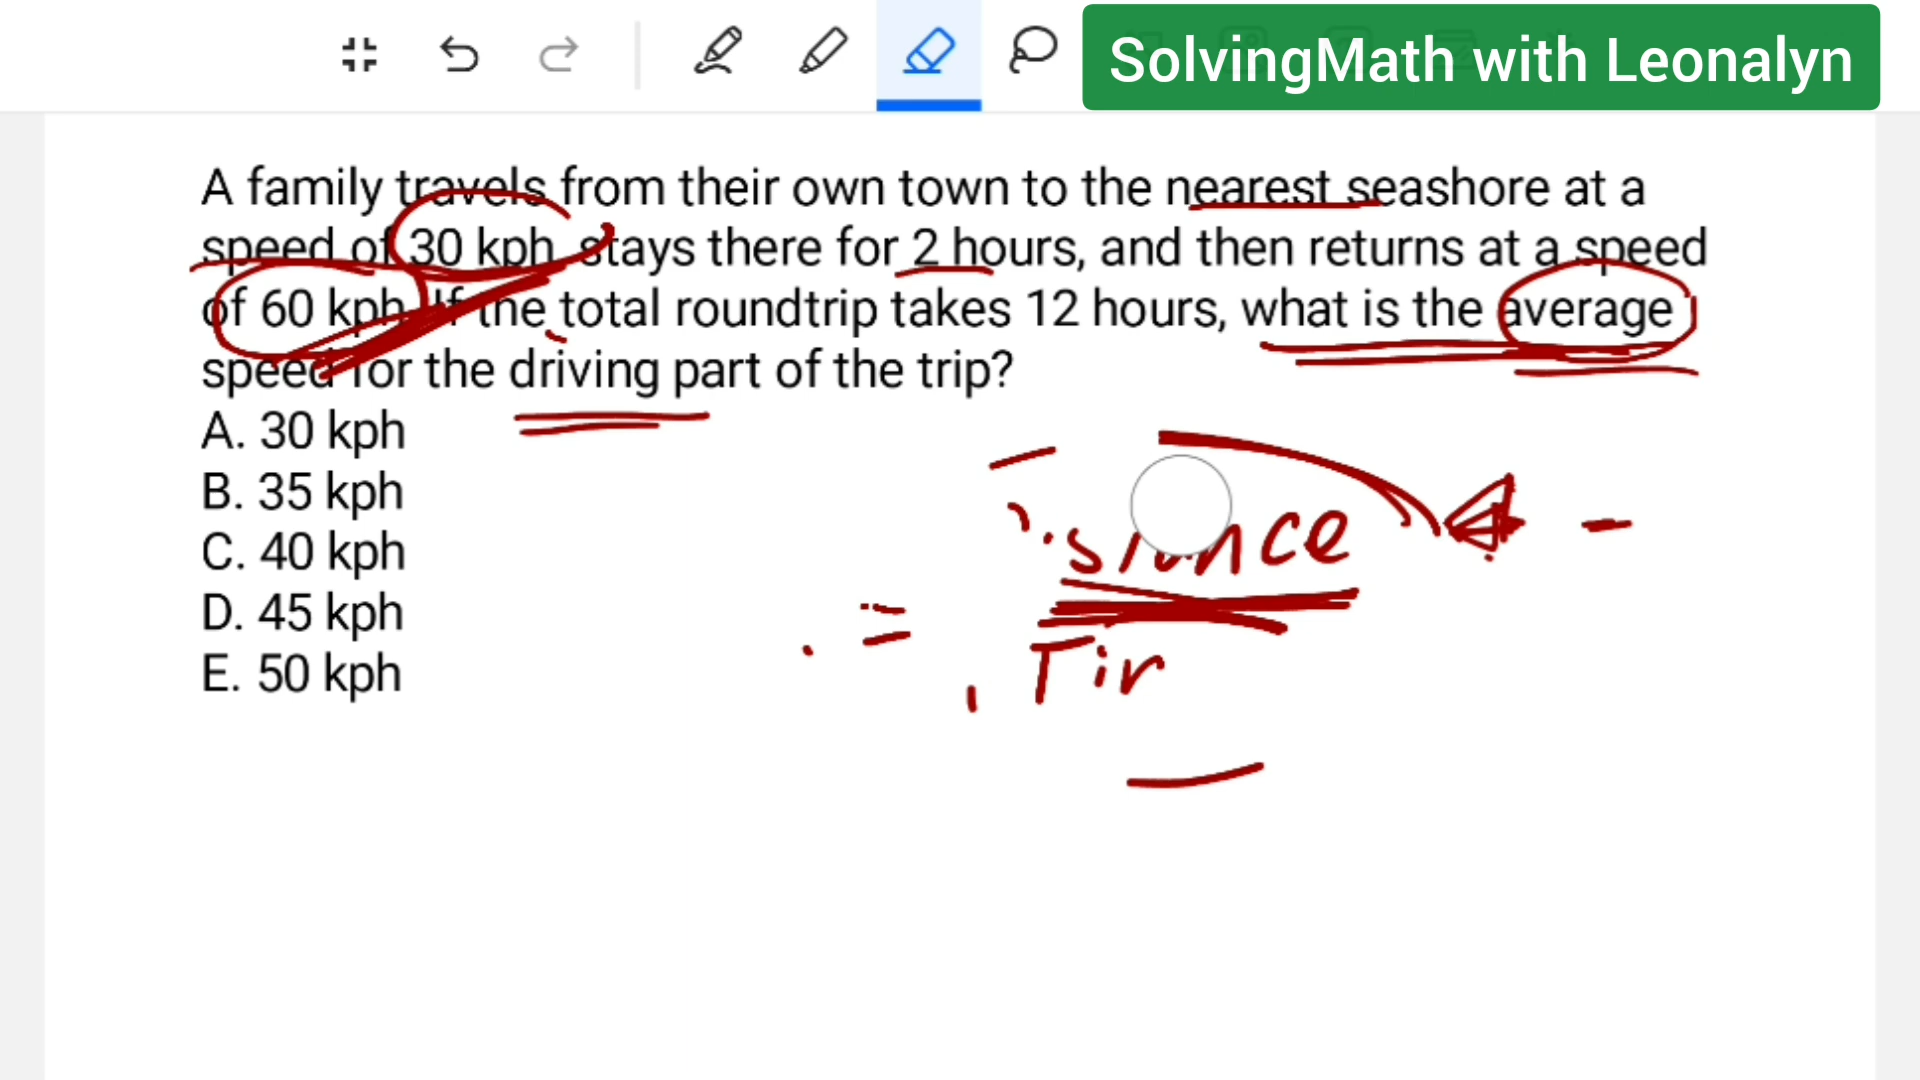 SolvingMath with Leonalyn
A family travels from their own town to the nearest seashore at a
speed of 30 kph, stays there for 2 hours, and then returns at a speed
of 60 kph. If the total roundtrip takes 12 hours, what is the average
speed for the driving part of the trip?
A. 30 kph
B. 35 kph
C. 40 kph
D. 45 kph
E. 50 kph
=